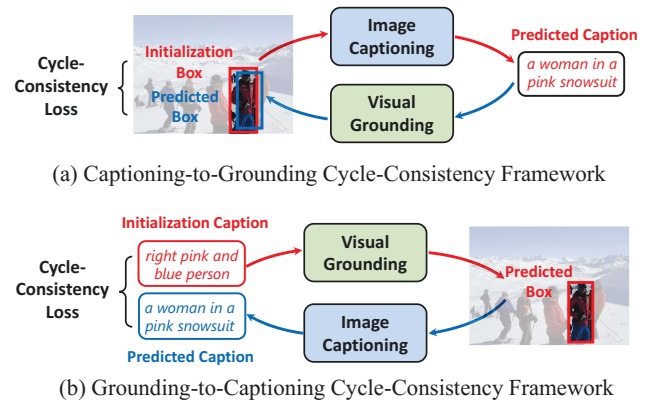 Cycle-
Consistency
Loss
Initialization
Box
Predicted
Box
Image
Captioning
Visual
Grounding
Predicted Caption
a woman in a
pink snowsuit
(a) Captioning-to-Grounding Cycle-Consistency Framework
Initialization Caption
right pink and
blue person
Cycle-
Consistency
Loss
a woman in a
pink snowsuit
Predicted Caption
Visual
Grounding
Image
Captioning
Predicted
Box
(b) Grounding-to-Captioning Cycle-Consistency Framework